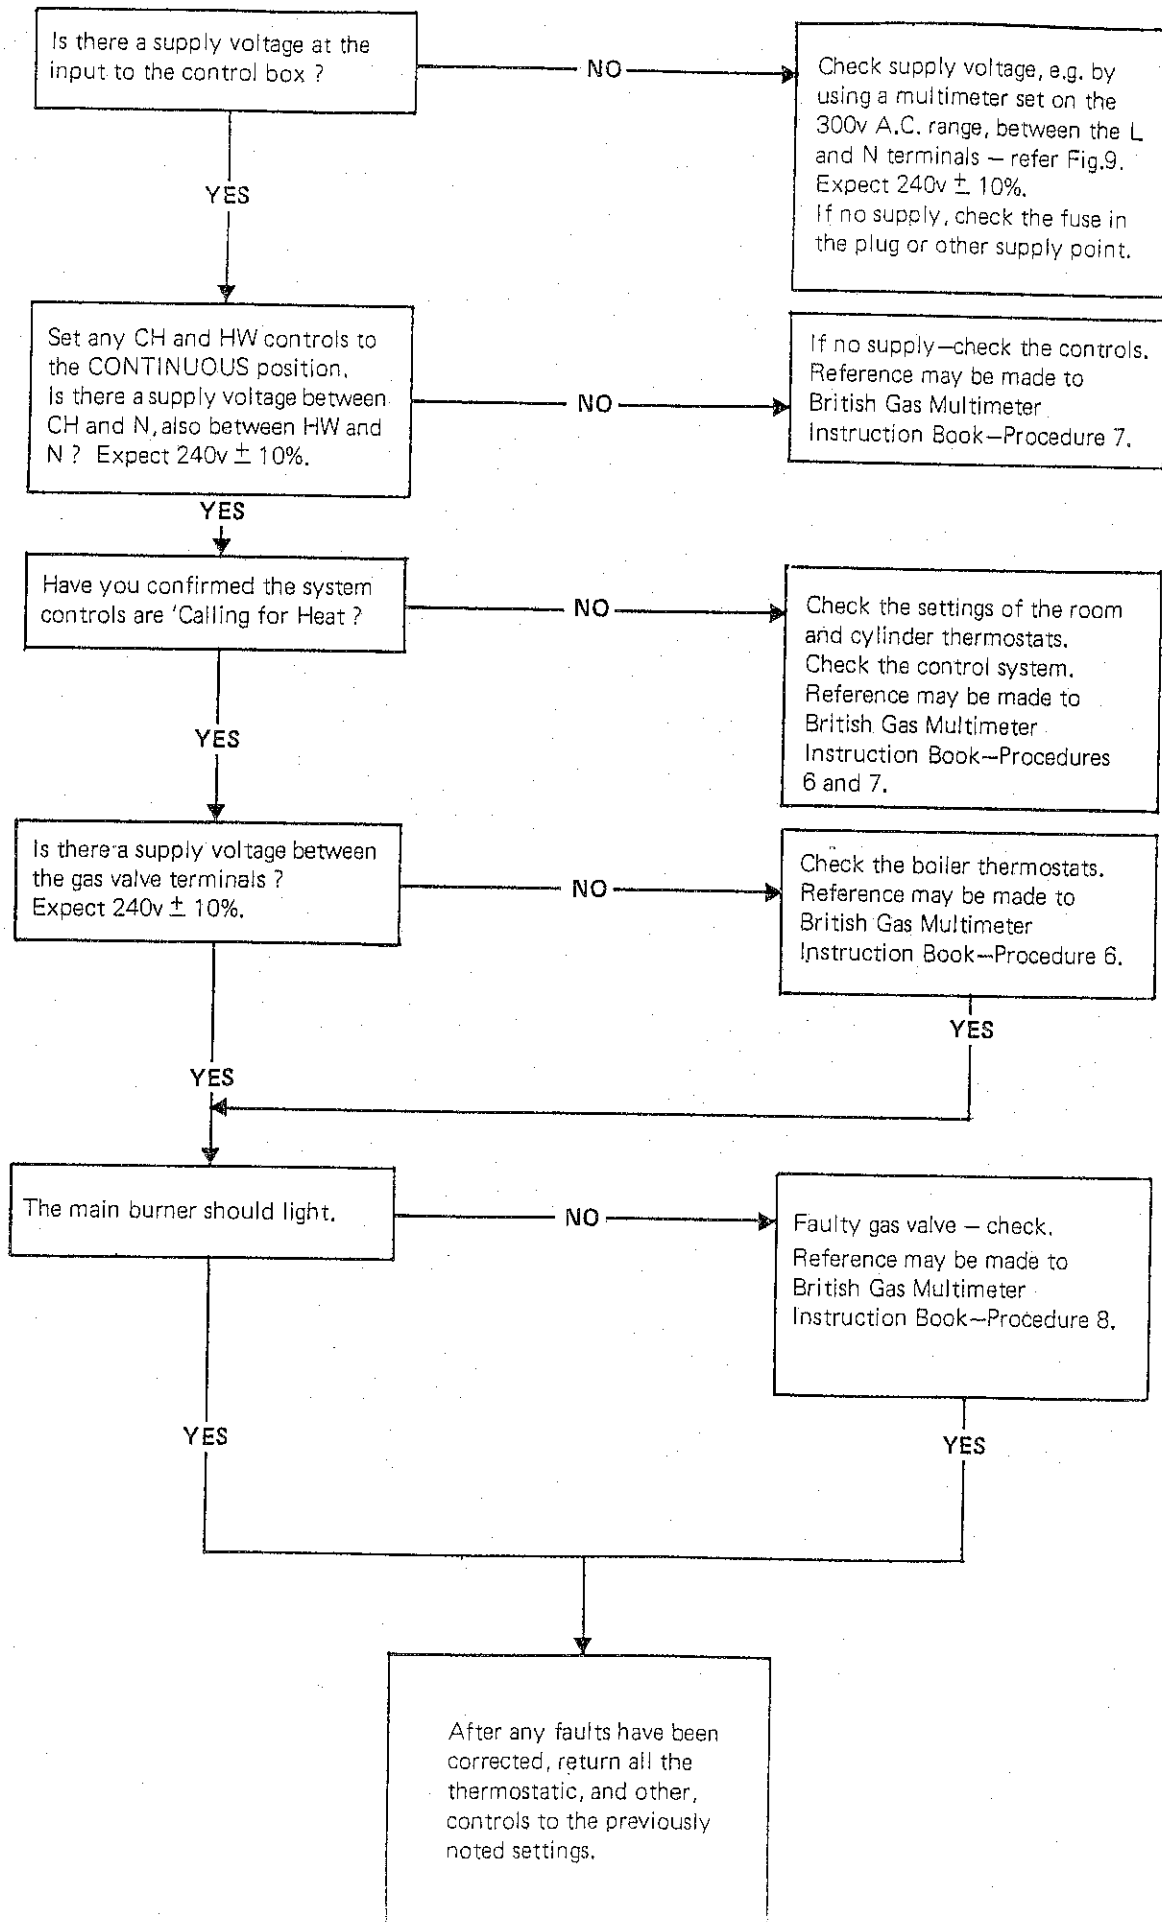 Is there a supply voltage at the
input to the control box ?
NO
Check supply voltage, e.g. by
using a multimeter set on the
300v A.C. range, between the L
and N terminals – refer Fig.9.
Expect 240v ± 10%.
If no supply, check the fuse in
the plug or other supply point.
YES
Set any CH and HW controls to
the CONTINUOUS position.
Is there a supply voltage between
CH and N, also between HW and
N ? Expect 240v ± 10%.
NO
If no supply—check the controls.
Reference may be made to
British Gas Multimeter
Instruction Book—Procedure 7.
YES
Have you confirmed the system
controls are 'Calling for Heat ?
NO
Check the settings of the room
and cylinder thermostats.
Check the control system.
Reference may be made to
British Gas Multimeter
Instruction Book—Procedures
6 and 7.
YES
Is there a supply voltage between
the gas valve terminals ?
Expect 240v ± 10%.
NO
Check the boiler thermostats.
Reference may be made to
British Gas Multimeter
Instruction Book—Procedure 6.
YES
YES
The main burner should light.
NO
Faulty gas valve – check.
Reference may be made to
British Gas Multimeter
Instruction Book—Procedure 8.
YES
YES
After any faults have been
corrected, return all the
thermostatic, and other,
controls to the previously
noted settings.